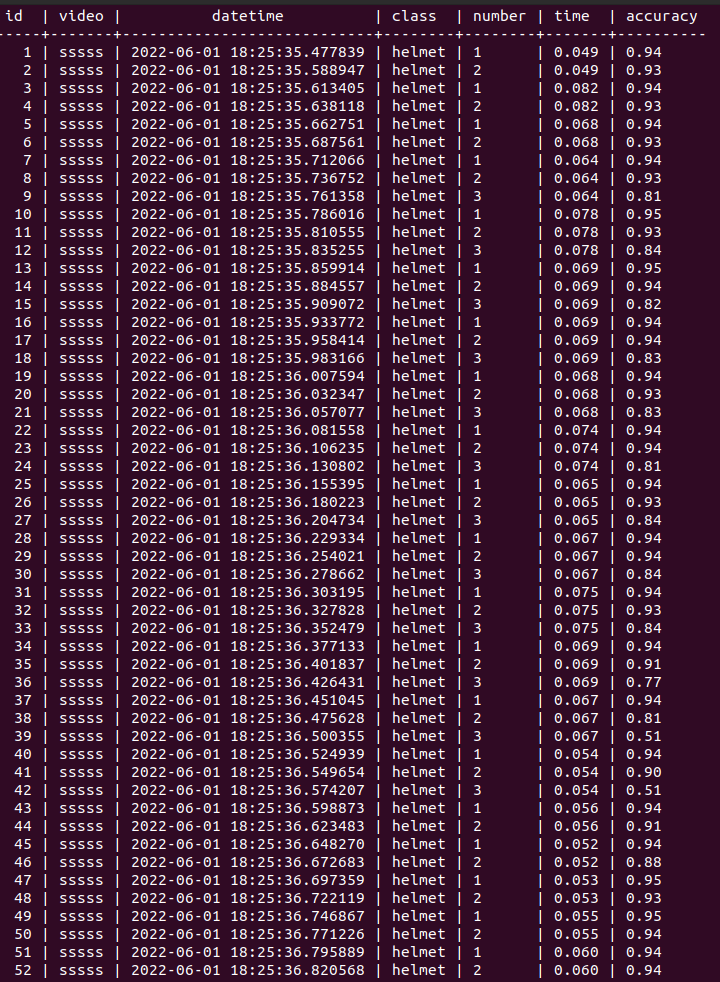 id | video | datetime | class | number | time | accuracy
-----+-------+----------------------------+--------+--------+-------+----------
1 | sssss | 2022-06-01 18:25:35.477839 | helmet | 1 | 0.049 | 0.94
2 | sssss | 2022-06-01 18:25:35.588947 | helmet | 2 | 0.049 | 0.93
3 | sssss | 2022-06-01 18:25:35.613405 | helmet | 1 | 0.082 | 0.94
4 | sssss | 2022-06-01 18:25:35.638118 | helmet | 2 | 0.082 | 0.93
5 | sssss | 2022-06-01 18:25:35.662751 | helmet | 1 | 0.068 | 0.94
6 | sssss | 2022-06-01 18:25:35.687561 | helmet | 2 | 0.068 | 0.93
7 | sssss | 2022-06-01 18:25:35.712066 | helmet | 1 | 0.064 | 0.94
8 | sssss | 2022-06-01 18:25:35.736752 | helmet | 2 | 0.064 | 0.93
9 | sssss | 2022-06-01 18:25:35.761358 | helmet | 3 | 0.064 | 0.81
10 | sssss | 2022-06-01 18:25:35.786016 | helmet | 1 | 0.078 | 0.95
11 | sssss | 2022-06-01 18:25:35.810555 | helmet | 2 | 0.078 | 0.93
12 | sssss | 2022-06-01 18:25:35.835255 | helmet | 3 | 0.078 | 0.84
13 | sssss | 2022-06-01 18:25:35.859914 | helmet | 1 | 0.069 | 0.95
14 | sssss | 2022-06-01 18:25:35.884557 | helmet | 2 | 0.069 | 0.94
15 | sssss | 2022-06-01 18:25:35.909072 | helmet | 3 | 0.069 | 0.82
16 | sssss | 2022-06-01 18:25:35.933772 | helmet | 1 | 0.069 | 0.94
17 | sssss | 2022-06-01 18:25:35.958414 | helmet | 2 | 0.069 | 0.94
18 | sssss | 2022-06-01 18:25:35.983166 | helmet | 3 | 0.069 | 0.83
19 | sssss | 2022-06-01 18:25:36.007594 | helmet | 1 | 0.068 | 0.94
20 | sssss | 2022-06-01 18:25:36.032347 | helmet | 2 | 0.068 | 0.93
21 | sssss | 2022-06-01 18:25:36.057077 | helmet | 3 | 0.068 | 0.83
22 | sssss | 2022-06-01 18:25:36.081558 | helmet | 1 | 0.074 | 0.94
23 | sssss | 2022-06-01 18:25:36.106235 | helmet | 2 | 0.074 | 0.94
24 | sssss | 2022-06-01 18:25:36.130802 | helmet | 3 | 0.074 | 0.81
25 | sssss | 2022-06-01 18:25:36.155395 | helmet | 1 | 0.065 | 0.94
26 | sssss | 2022-06-01 18:25:36.180223 | helmet | 2 | 0.065 | 0.93
27 | sssss | 2022-06-01 18:25:36.204734 | helmet | 3 | 0.065 | 0.84
28 | sssss | 2022-06-01 18:25:36.229334 | helmet | 1 | 0.067 | 0.94
29 | sssss | 2022-06-01 18:25:36.254021 | helmet | 2 | 0.067 | 0.94
30 | sssss | 2022-06-01 18:25:36.278662 | helmet | 3 | 0.067 | 0.84
31 | sssss | 2022-06-01 18:25:36.303195 | helmet | 1 | 0.075 | 0.94
32 | sssss | 2022-06-01 18:25:36.327828 | helmet | 2 | 0.075 | 0.93
33 | sssss | 2022-06-01 18:25:36.352479 | helmet | 3 | 0.075 | 0.84
34 | sssss | 2022-06-01 18:25:36.377133 | helmet | 1 | 0.069 | 0.94
35 | sssss | 2022-06-01 18:25:36.401837 | helmet | 2 | 0.069 | 0.91
36 | sssss | 2022-06-01 18:25:36.426431 | helmet | 3 | 0.069 | 0.77
37 | sssss | 2022-06-01 18:25:36.451045 | helmet | 1 | 0.067 | 0.94
38 | sssss | 2022-06-01 18:25:36.475628 | helmet | 2 | 0.067 | 0.81
39 | sssss | 2022-06-01 18:25:36.500355 | helmet | 3 | 0.067 | 0.51
40 | sssss | 2022-06-01 18:25:36.524939 | helmet | 1 | 0.054 | 0.94
41 | sssss | 2022-06-01 18:25:36.549654 | helmet | 2 | 0.054 | 0.90
42 | sssss | 2022-06-01 18:25:36.574207 | helmet | 3 | 0.054 | 0.51
43 | sssss | 2022-06-01 18:25:36.598873 | helmet | 1 | 0.056 | 0.94
44 | sssss | 2022-06-01 18:25:36.623483 | helmet | 2 | 0.056 | 0.91
45 | sssss | 2022-06-01 18:25:36.648270 | helmet | 1 | 0.052 | 0.94
46 | sssss | 2022-06-01 18:25:36.672683 | helmet | 2 | 0.052 | 0.88
47 | sssss | 2022-06-01 18:25:36.697359 | helmet | 1 | 0.053 | 0.95
48 | sssss | 2022-06-01 18:25:36.722119 | helmet | 2 | 0.053 | 0.93
49 | sssss | 2022-06-01 18:25:36.746867 | helmet | 1 | 0.055 | 0.95
50 | sssss | 2022-06-01 18:25:36.771226 | helmet | 2 | 0.055 | 0.94
51 | sssss | 2022-06-01 18:25:36.795889 | helmet | 1 | 0.060 | 0.94
52 | sssss | 2022-06-01 18:25:36.820568 | helmet | 2 | 0.060 | 0.94